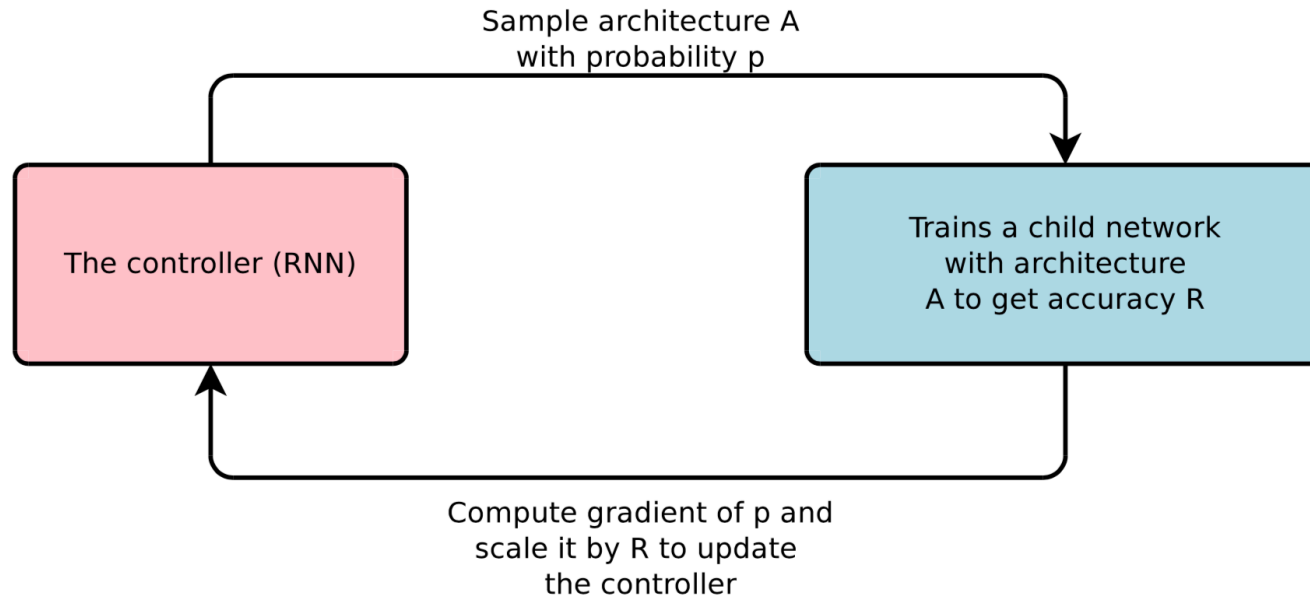 Sample architecture A
with probability p
The controller (RNN)
Trains a child network
with architecture
A to get accuracy R
Compute gradient of p and
scale it by R to update
the controller